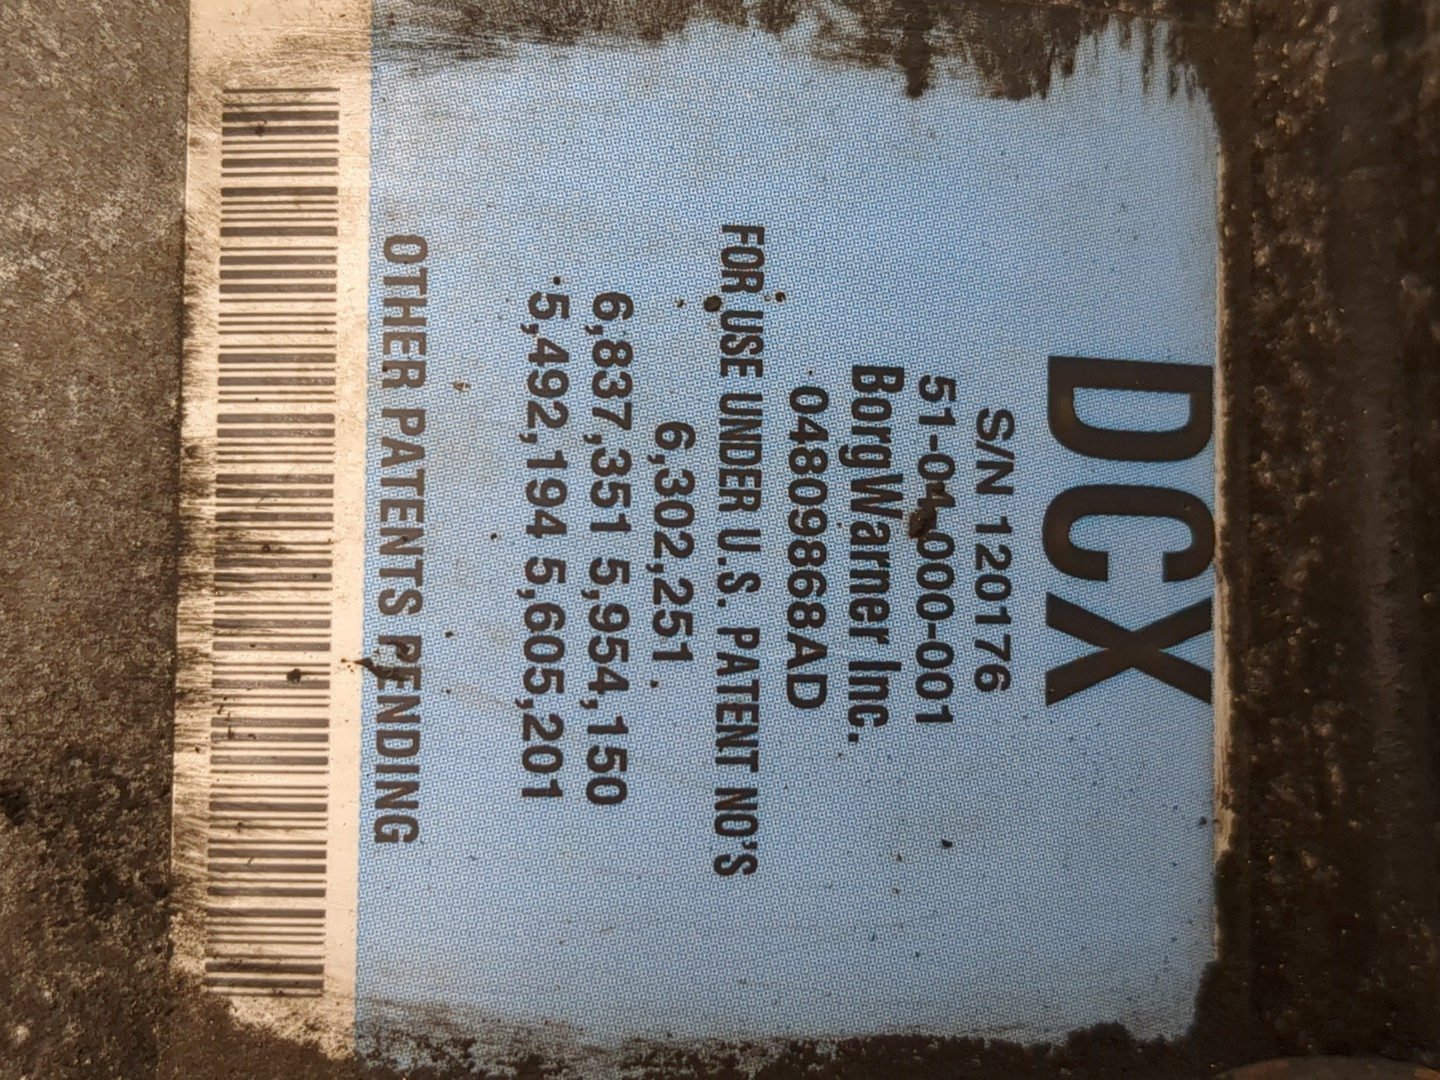 DCX
S/N 120176
51-04-000-001
BorgWarner Inc.
04809868AD
FOR USE UNDER U.S. PATENT NO'S
6,302,251
6,837,351 5,954,150
5,492,194 5,605,201
OTHER PATENTS PENDING